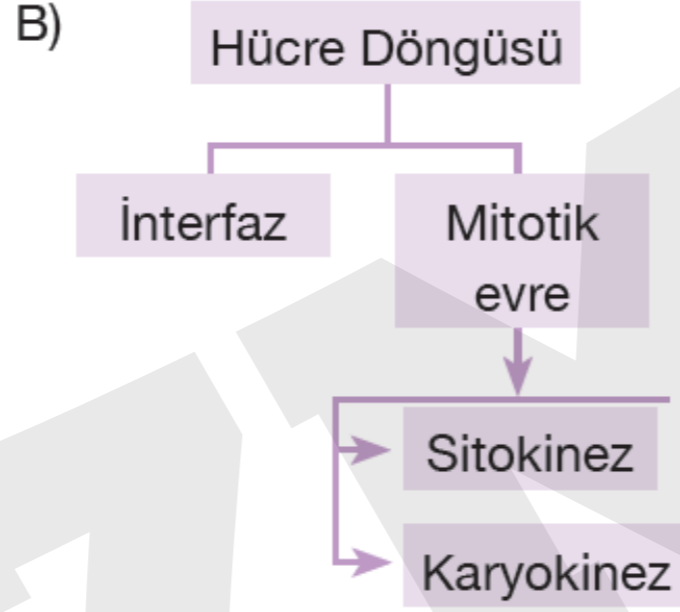 B)
Hücre Döngüsü
İnterfaz
Mitotik
evre
Sitokinez
Karyokinez